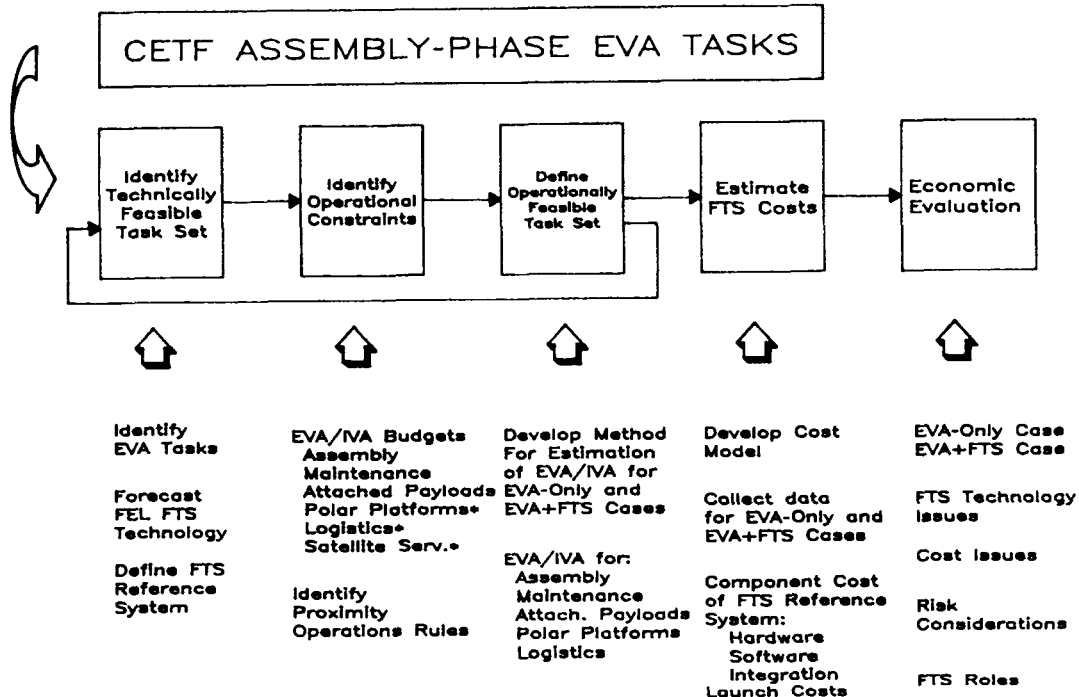 CETF ASSEMBLY-PHASE EVA TASKS
Identify
Technically
Feasible
Task Set
Identify
Operational
Constraints
Define
Operationally
Feasible
Task Set
Estimate
FTS Costs
Economic
Evaluation
Identify
EVA Tasks
Forecast
FEL FTS
Technology
Define FTS
Reference
System
EVA/IVA Budgets
Assembly
Maintenance
Attached Payloads
Polar Platforms*
Logistics*
Satellite Serv.*
Identify
Proximity
Operations Rules
Develop Method
For Estimation
of EVA/IVA for
EVA-Only and
EVA+FTS Cases
EVA/IVA for:
Assembly
Maintenance
Attach. Payloads
Polar Platforms
Logistics
Develop Cost
Model
Collect data
for EVA-Only and
EVA+FTS Cases
Component Cost
of FTS Reference
System:
Hardware
Software
Integration
Launch Costs
EVA-Only Case
EVA+FTS Case
FTS Technology
Issues
Cost Issues
Risk
Considerations
FTS Roles